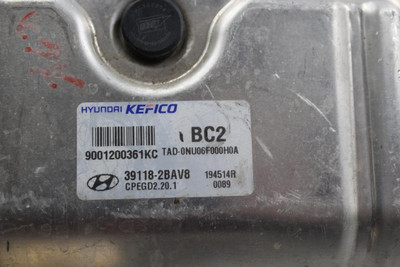 HYUNDAI KEFICO
BC2
9001200361KC
TAD-0NU06F000H0A
39118-2BAV8
194514R
CPEGD2.20.1
0089